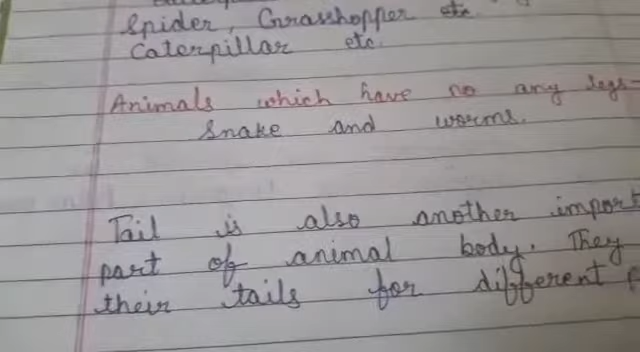 Spider, Grasshopper etc
Caterpillar etc.
Animals which have no any legs-
Snake and worms.
Tail is also another import
part of animal body. They
their tails for different